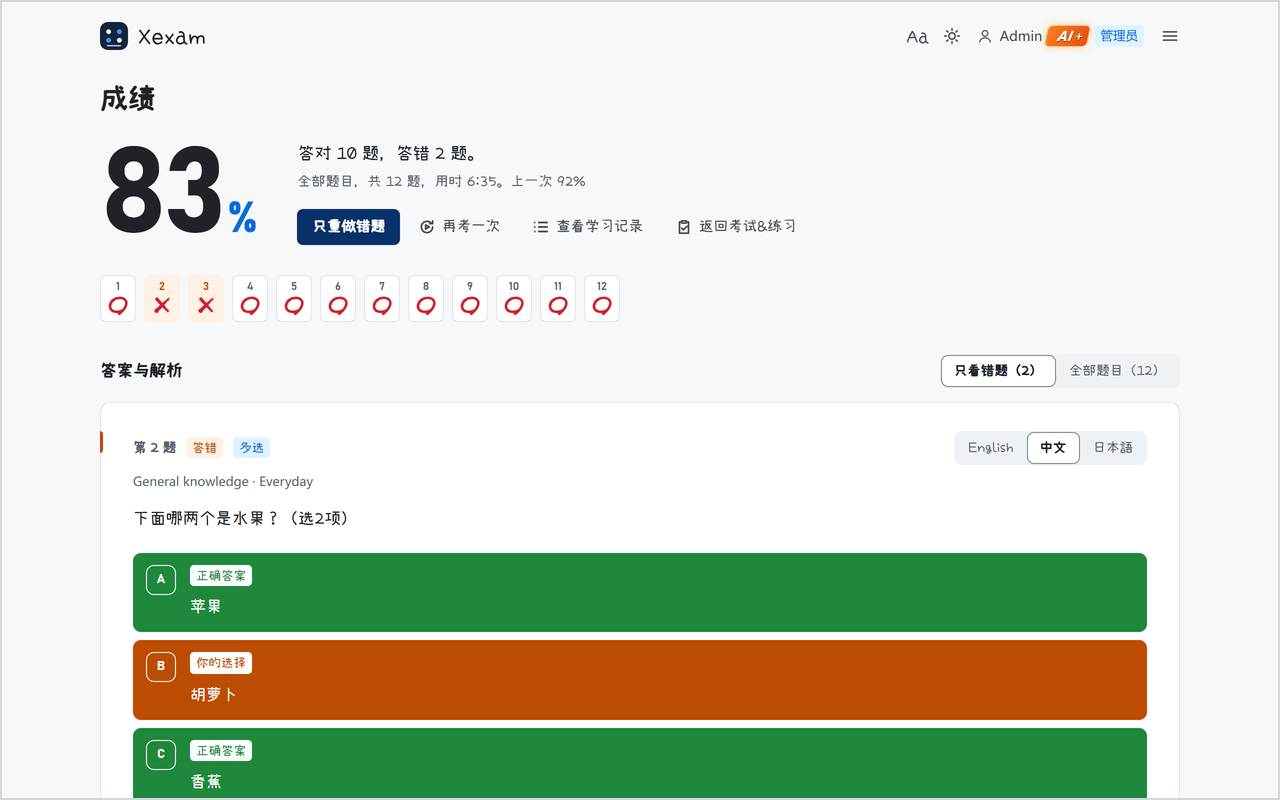 Xexam
Aa Admin AI+ 管理员
成绩
83%
答对 10 题，答错 2 题。
全部题目，共 12 题，用时 6:35。上一次 92%
只重做错题 再考一次 查看学习记录 返回考试&练习
1 2 3 4 5 6 7 8 9 10 11 12
答案与解析 只看错题（2） 全部题目（12）
第 2 题 答错 多选 English 中文 日本語
General knowledge · Everyday
下面哪两个是水果？（选2项）
A 正确答案
苹果
B 你的选择
胡萝卜
C 正确答案
香蕉